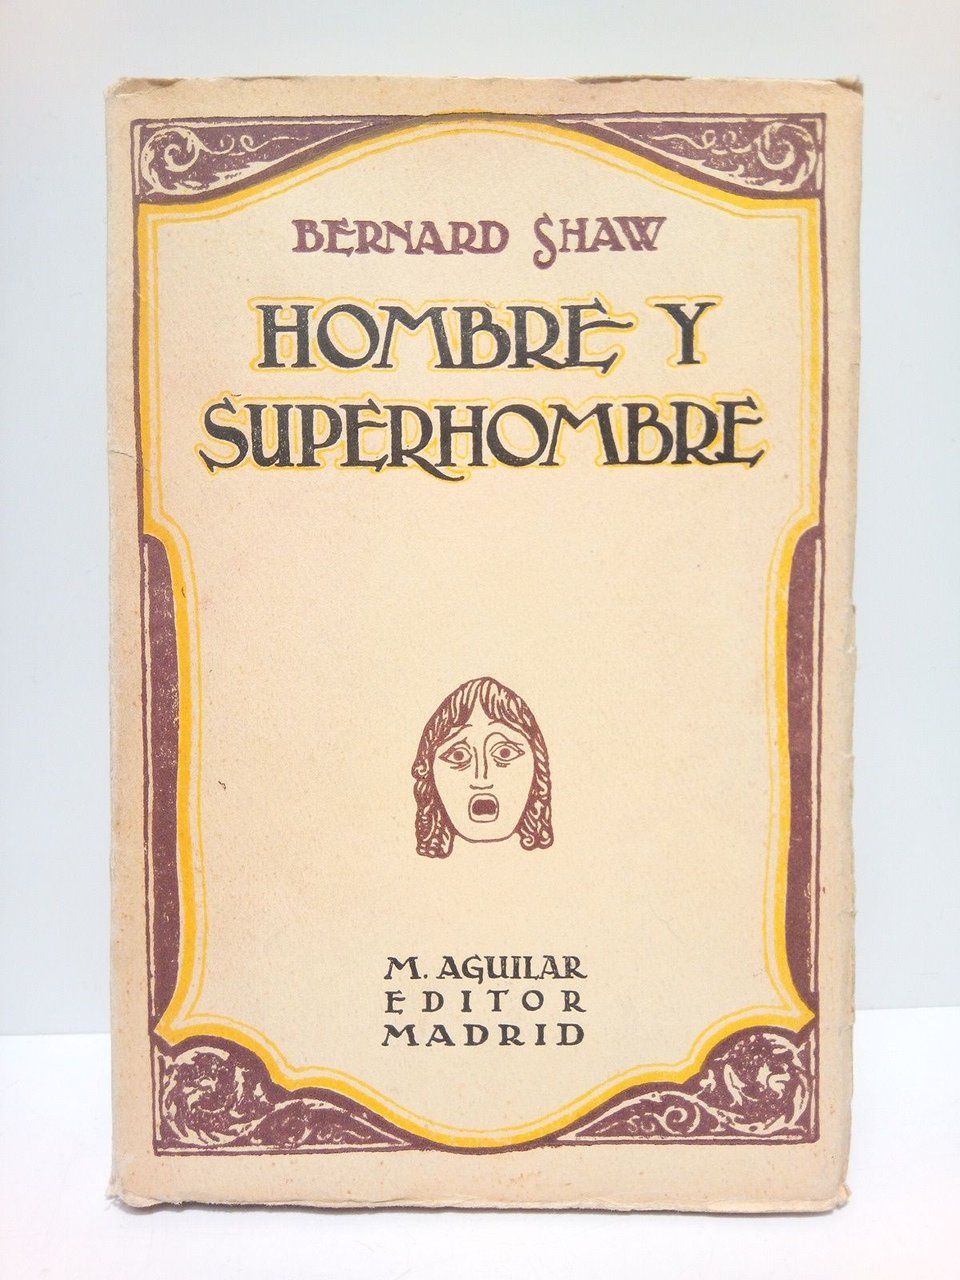 BERNARD SHAW
HOMBRE Y
SUPERHOMBRE
M. AGUILAR
EDITOR
MADRID